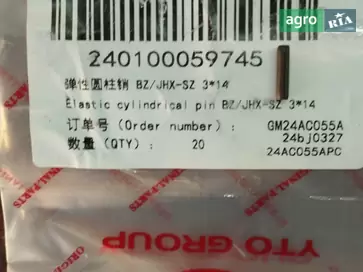 agro RIA
240100059745
弹性圆柱销 BZ/JHX-SZ 3*14
Elastic cylindrical pin BZ/JHX-SZ 3*14
订单号 (Order number) : GM24AC055A
24bj0327
数量 (QTY) : 20
24AC055APC
YTO GROUP